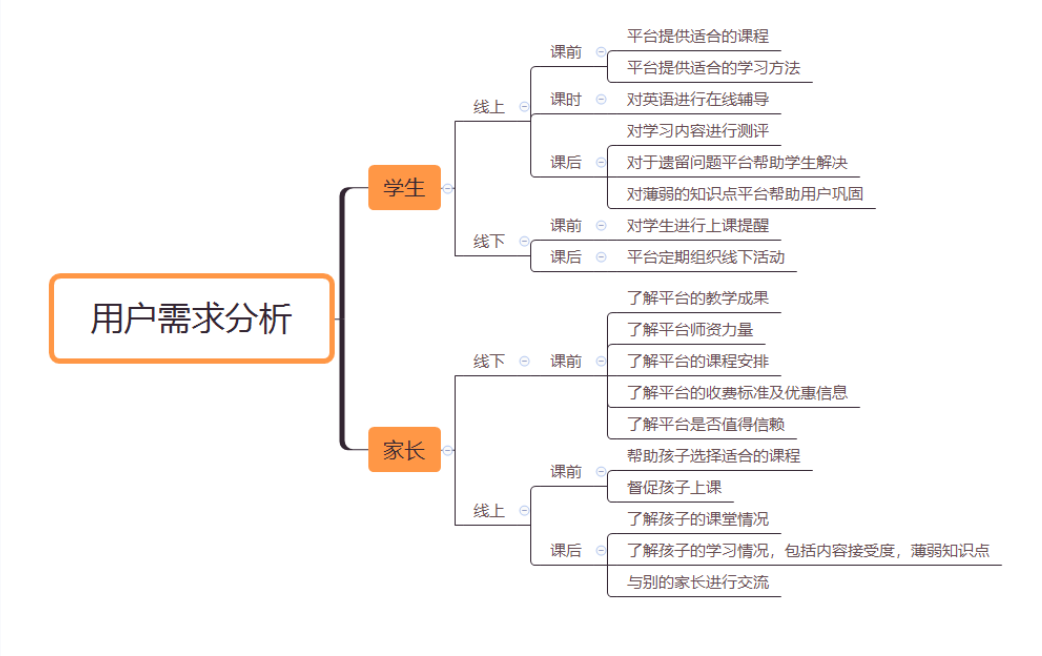 用户需求分析
学生
线上
课前
平台提供适合的课程
平台提供适合的学习方法
课时
对英语进行在线辅导
课后
对学习内容进行测评
对于遗留问题平台帮助学生解决
对薄弱的知识点平台帮助用户巩固
线下
课前
对学生进行上课提醒
课后
平台定期组织线下活动
家长
线下
课前
了解平台的教学成果
了解平台师资力量
了解平台的课程安排
了解平台的收费标准及优惠信息
了解平台是否值得信赖
线上
课前
帮助孩子选择适合的课程
督促孩子上课
课后
了解孩子的课堂情况
了解孩子的学习情况，包括内容接受度，薄弱知识点
与别的家长进行交流